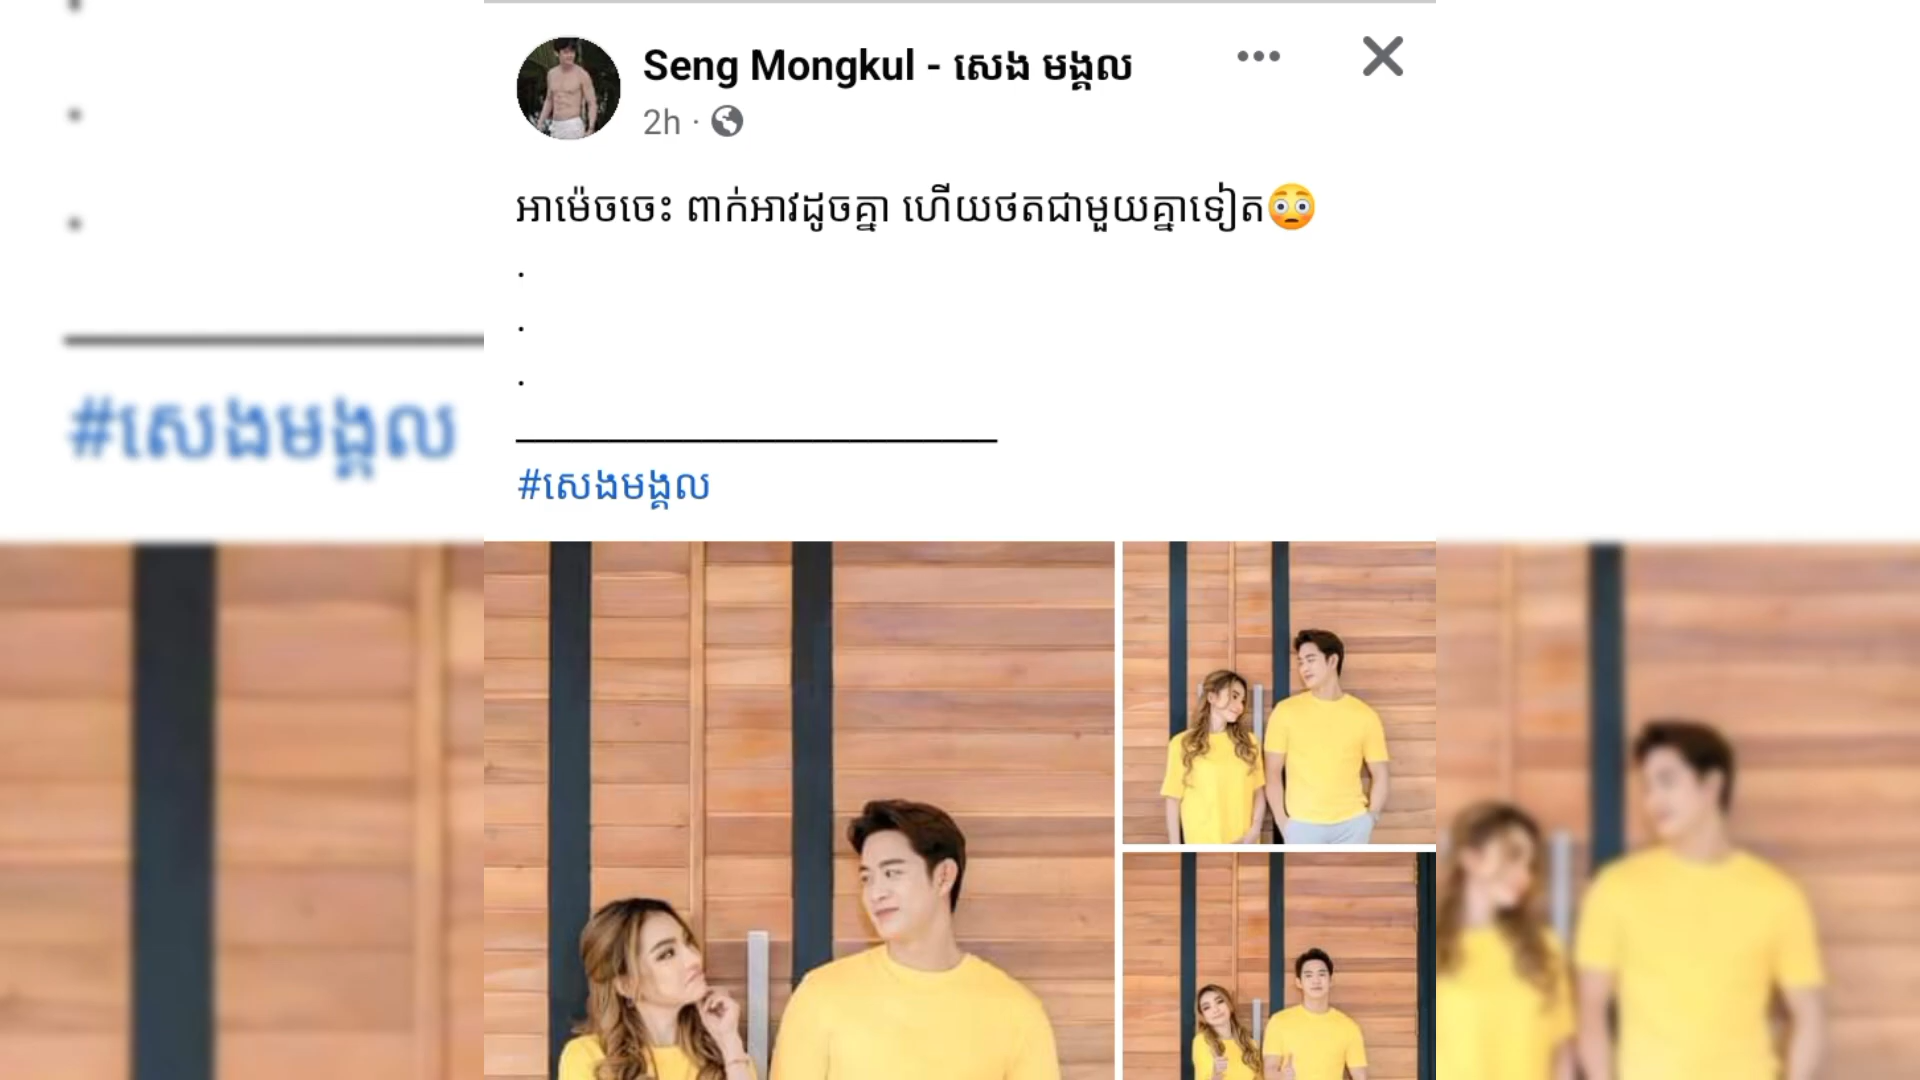 Seng Mongkul - សេង មង្គល
2h ·
អាម៉េចចេះ ពាក់អាវដូចគ្នា ហើយថតជាមួយគ្នាទៀត😳
.
.
.
#សេងមង្គល
#សេងមង្គល